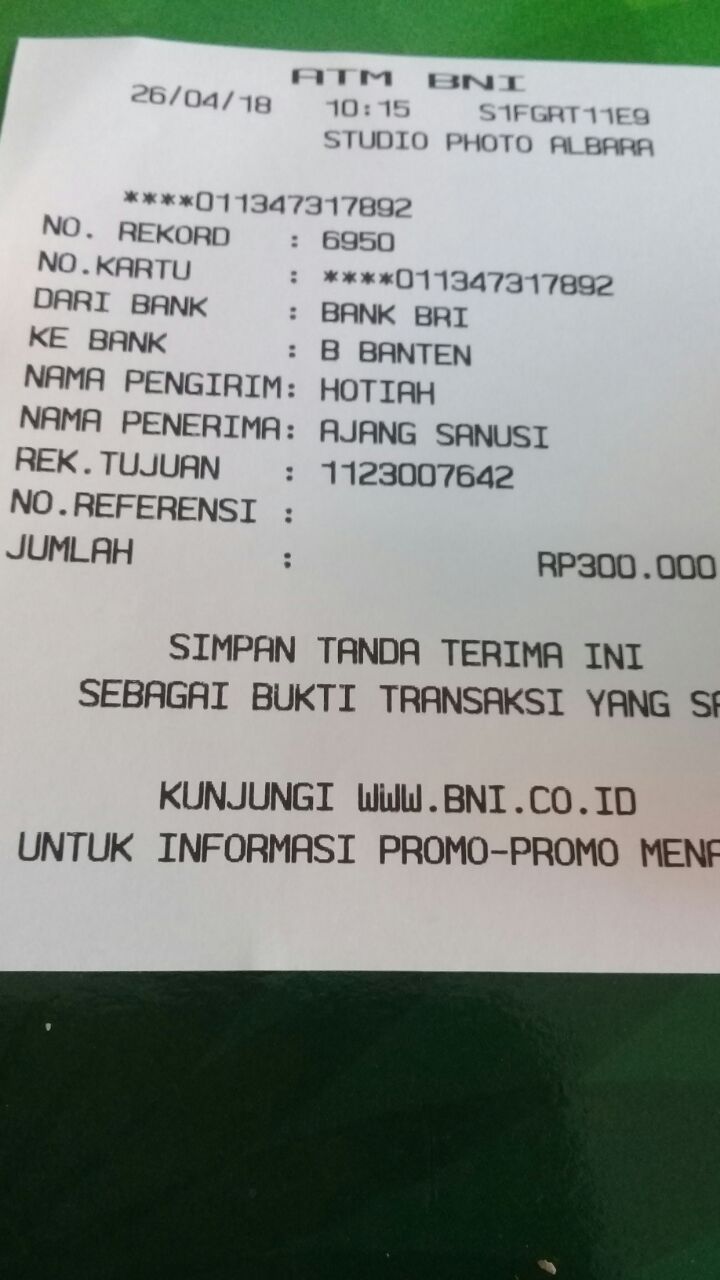 ATM BNI
26/04/18 10:15 S1FGRT11E9
STUDIO PHOTO ALBARA
****011347317892
NO. REKORD : 6950
NO.KARTU : ****011347317892
DARI BANK : BANK BRI
KE BANK : B BANTEN
NAMA PENGIRIM: HOTIAH
NAMA PENERIMA: AJANG SANUSI
REK.TUJUAN : 1123007642
NO.REFERENSI :
JUMLAH : RP300.000
SIMPAN TANDA TERIMA INI
SEBAGAI BUKTI TRANSAKSI YANG SA
KUNJUNGI WWW.BNI.CO.ID
UNTUK INFORMASI PROMO-PROMO MENA